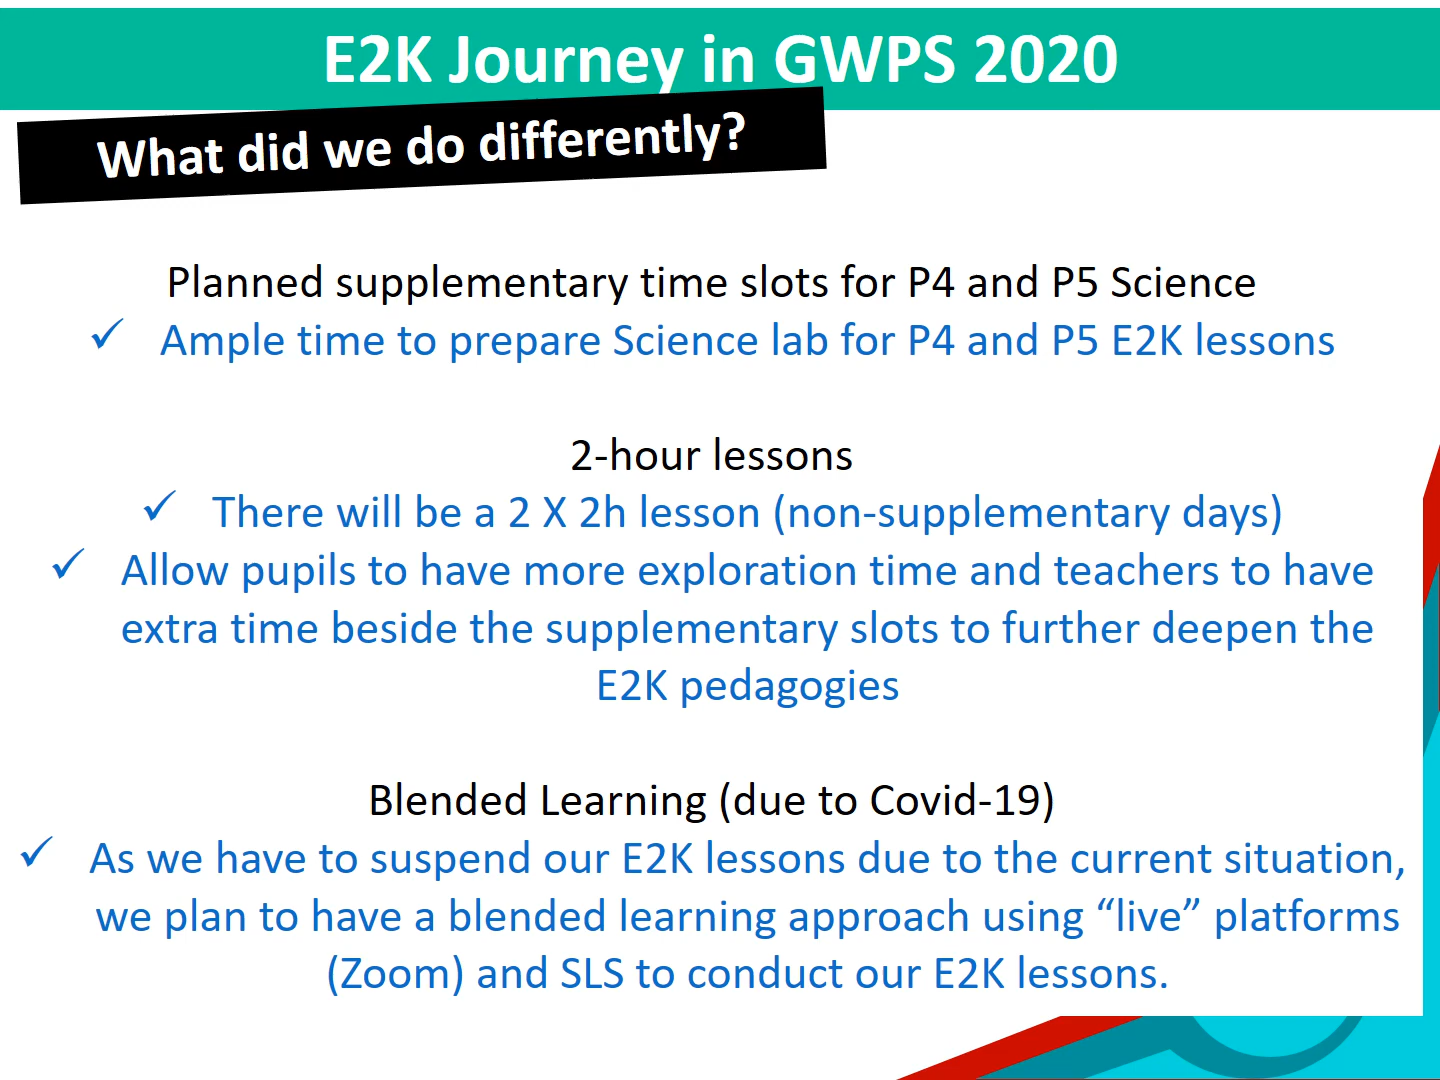 E2K Journey in GWPS 2020
What did we do differently?
Planned supplementary time slots for P4 and P5 Science
✓ Ample time to prepare Science lab for P4 and P5 E2K lessons
2-hour lessons
✓ There will be a 2 X 2h lesson (non-supplementary days)
✓ Allow pupils to have more exploration time and teachers to have
extra time beside the supplementary slots to further deepen the
E2K pedagogies
Blended Learning (due to Covid-19)
✓ As we have to suspend our E2K lessons due to the current situation,
we plan to have a blended learning approach using “live” platforms
(Zoom) and SLS to conduct our E2K lessons.